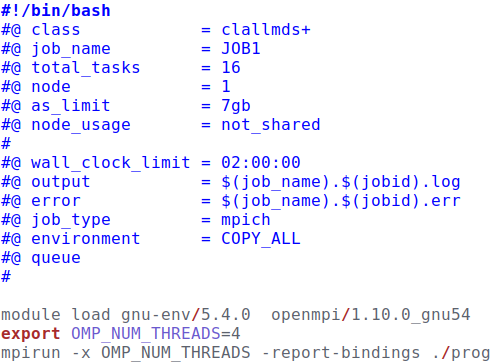 #!/bin/bash
#@ class            = clallmds+
#@ job_name         = JOB1
#@ total_tasks      = 16
#@ node             = 1
#@ as_limit         = 7gb
#@ node_usage       = not_shared
#
#@ wall_clock_limit = 02:00:00
#@ output           = $(job_name).$(jobid).log
#@ error            = $(job_name).$(jobid).err
#@ job_type         = mpich
#@ environment      = COPY_ALL
#@ queue
#
module load gnu-env/5.4.0  openmpi/1.10.0_gnu54
export OMP_NUM_THREADS=4
mpirun -x OMP_NUM_THREADS -report-bindings ./prog